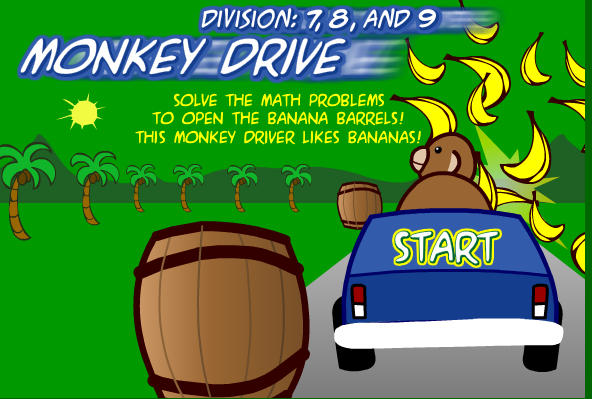 DIVISION: 7, 8, AND 9
MONKEY DRIVE
SOLVE THE MATH PROBLEMS
TO OPEN THE BANANA BARRELS!
THIS MONKEY DRIVER LIKES BANANAS!
START